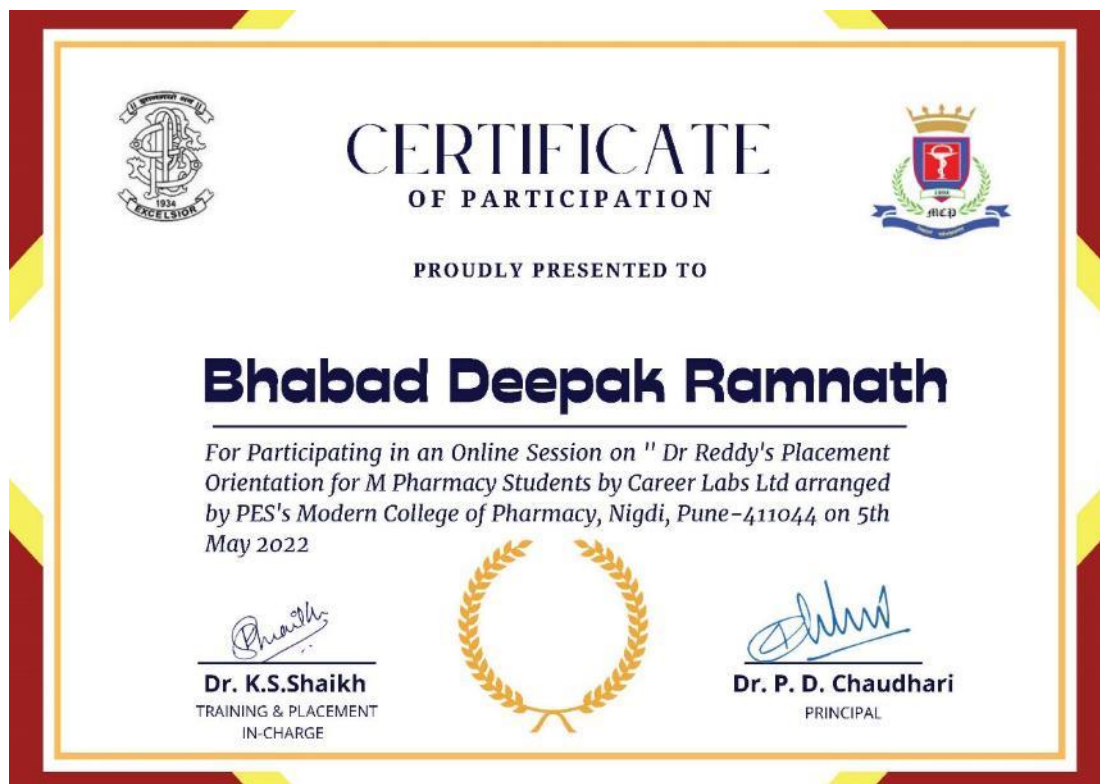 1934
EXCELSIOR
MCP
CERTIFICATE
OF PARTICIPATION
PROUDLY PRESENTED TO
Bhabad Deepak Ramnath
For Participating in an Online Session on " Dr Reddy's Placement
Orientation for M Pharmacy Students by Career Labs Ltd arranged
by PES's Modern College of Pharmacy, Nigdi, Pune-411044 on 5th
May 2022
Dr. K.S.Shaikh
TRAINING & PLACEMENT
IN-CHARGE
Dr. P. D. Chaudhari
PRINCIPAL